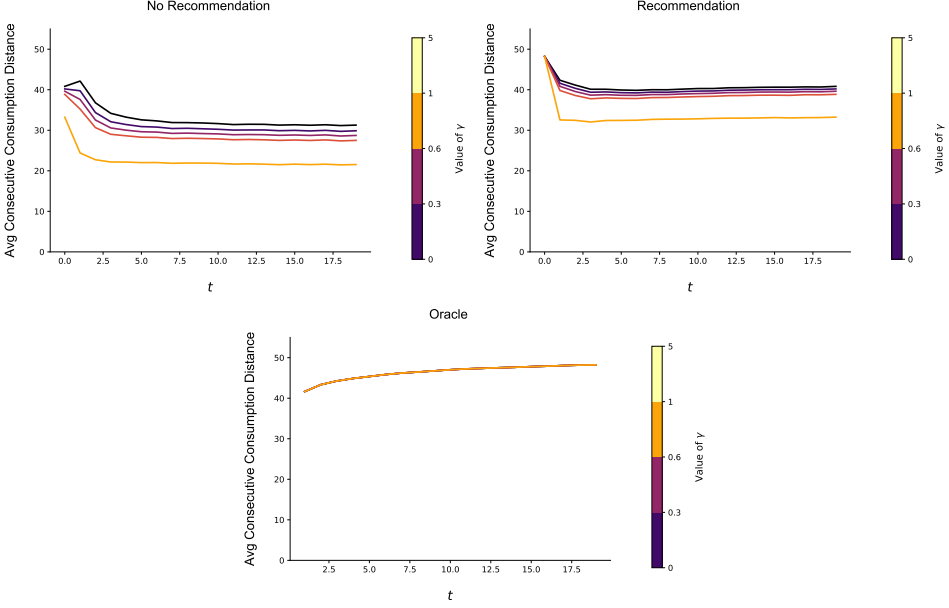 No Recommendation
Avg Consecutive Consumption Distance
50
40
30
20
10
0
0.0 2.5 5.0 7.5 10.0 12.5 15.0 17.5
t
5
1
0.6
0.3
0
Value of γ
Recommendation
Avg Consecutive Consumption Distance
50
40
30
20
10
0
0.0 2.5 5.0 7.5 10.0 12.5 15.0 17.5
t
5
1
0.6
0.3
0
Value of γ
Oracle
Avg Consecutive Consumption Distance
50
40
30
20
10
0
2.5 5.0 7.5 10.0 12.5 15.0 17.5
t
5
1
0.6
0.3
0
Value of γ